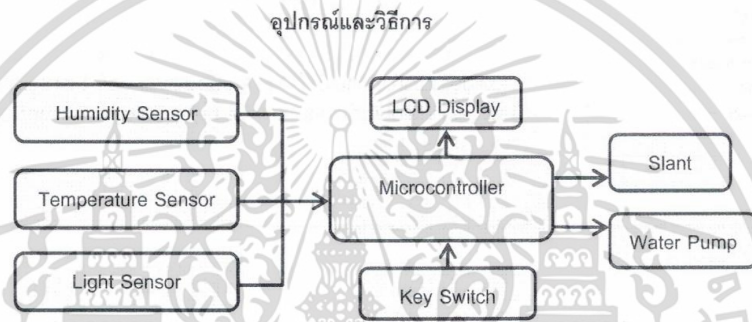 อุปกรณ์และวิธีการ
Humidity Sensor
Temperature Sensor
Light Sensor
LCD Display
Microcontroller
Key Switch
Slant
Water Pump